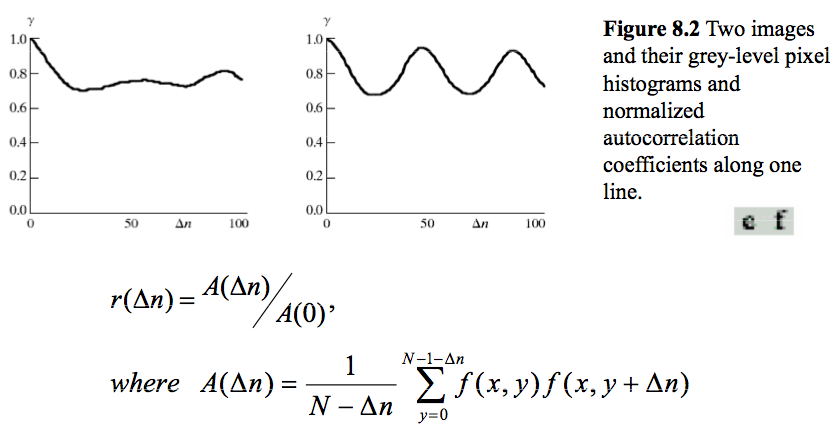 γ
1.0
0.8
0.6
0.4
0.2
0.0
0 50 Δn 100
γ
1.0
0.8
0.6
0.4
0.2
0.0
0 50 Δn 100
Figure 8.2 Two images
and their grey-level pixel
histograms and
normalized
autocorrelation
coefficients along one
line.
e f
r(Δn) = A(Δn)/A(0),
where A(Δn) = 1/(N − Δn) ∑_{y=0}^{N−1−Δn} f(x, y) f(x, y + Δn)